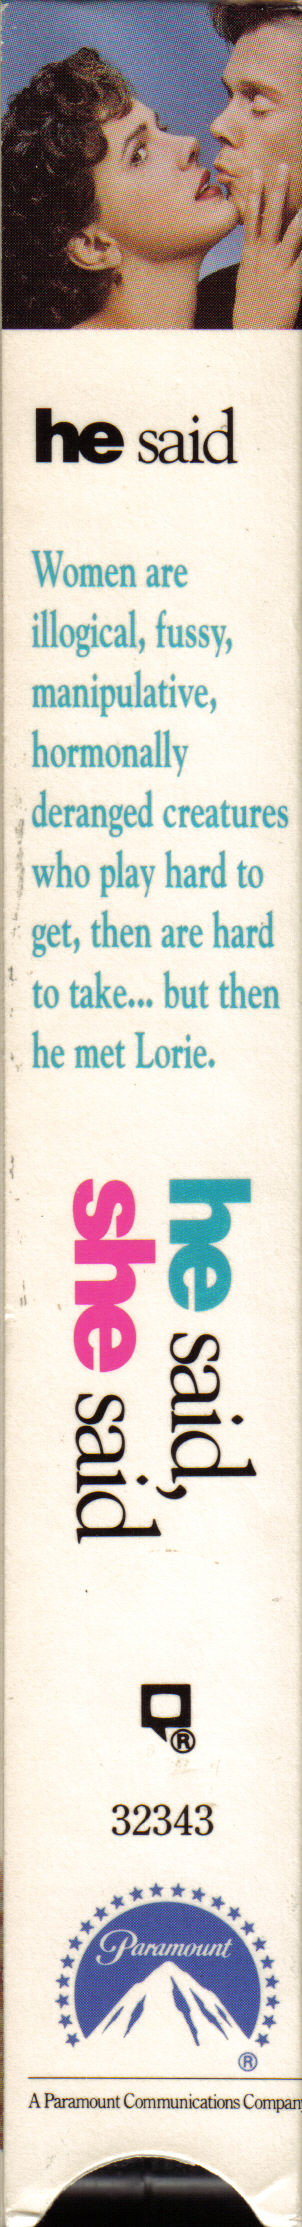 he said
Women are
illogical, fussy,
manipulative,
hormonally
deranged creatures
who play hard to
get, then are hard
to take... but then
he met Lorie.
he said,
she said
®
32343
Paramount
®
A Paramount Communications Company